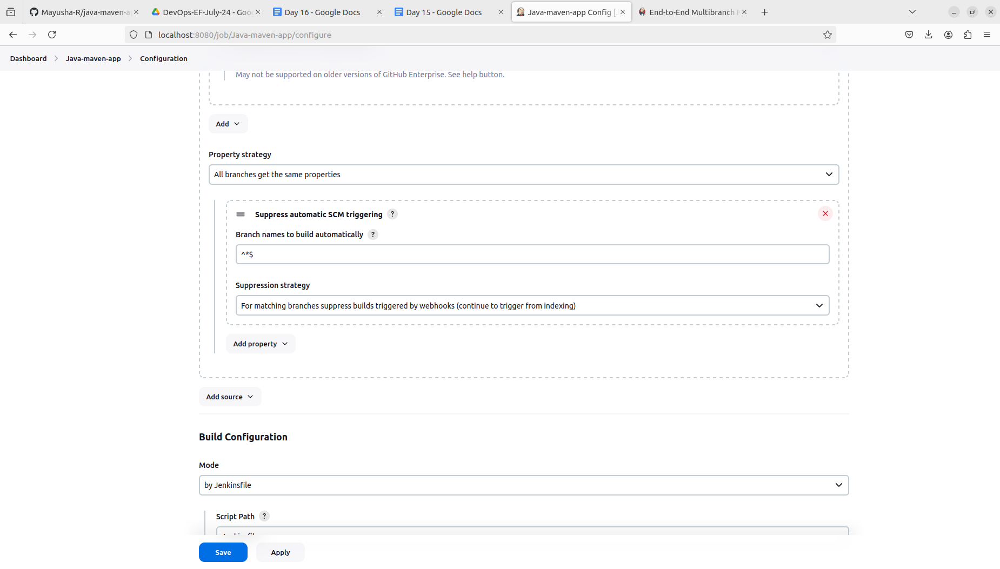 Mayusha-R/java-maven-a
DevOps-EF-July-24 - Goo
Day 16 - Google Docs
Day 15 - Google Docs
Java-maven-app Config [
End-to-End Multibranch
localhost:8080/job/Java-maven-app/configure
Dashboard
Java-maven-app
Configuration
May not be supported on older versions of GitHub Enterprise. See help button.
Add
Property strategy
All branches get the same properties
Suppress automatic SCM triggering ?
Branch names to build automatically ?
^*$
Suppression strategy
For matching branches suppress builds triggered by webhooks (continue to trigger from indexing)
Add property
Add source
Build Configuration
Mode
by Jenkinsfile
Script Path ?
Save
Apply